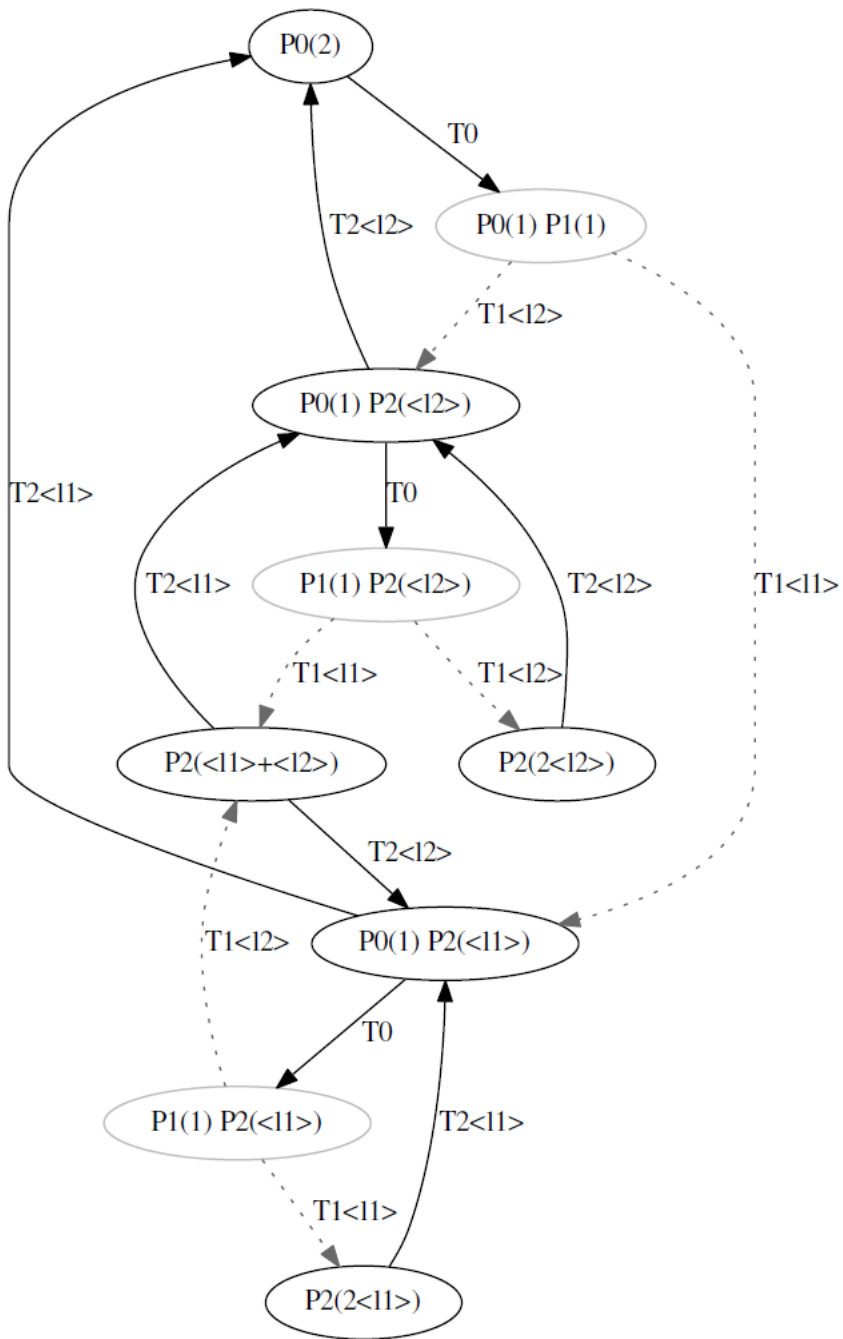 P0(2)
T0
P0(1) P1(1)
T2<l2>
T1<l2>
P0(1) P2(<l2>)
T2<l1>
T0
P1(1) P2(<l2>)
T2<l1>
T2<l2>
T1<l1>
T1<l1>
T1<l2>
P2(<l1>+<l2>)
P2(2<l2>)
T2<l2>
P0(1) P2(<l1>)
T1<l2>
T0
P1(1) P2(<l1>)
T2<l1>
T1<l1>
P2(2<l1>)